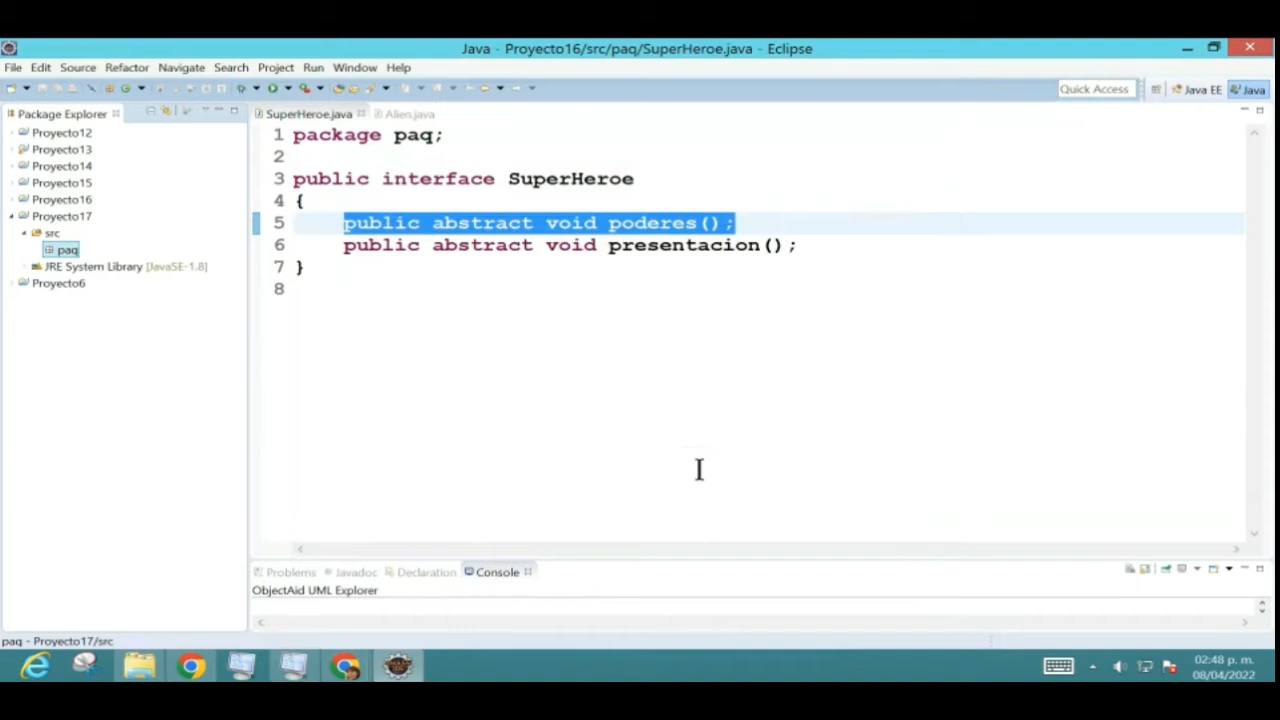 Java - Proyecto16/src/paq/SuperHeroe.java - Eclipse
File Edit Source Refactor Navigate Search Project Run Window Help
Quick Access
Java EE
Java
Package Explorer
Proyecto12
Proyecto13
Proyecto14
Proyecto15
Proyecto16
Proyecto17
src
paq
JRE System Library [JavaSE-1.8]
Proyecto6
SuperHeroe.java Alien.java
1 package paq;
2
3 public interface SuperHeroe
4 {
5 public abstract void poderes();
6 public abstract void presentacion();
7 }
8
Problems Javadoc Declaration Console
ObjectAid UML Explorer
paq - Proyecto17/src
02:48 p. m.
08/04/2022